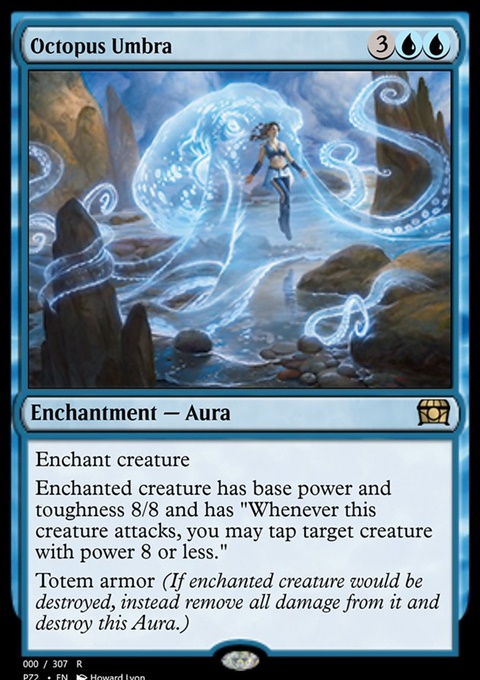 Octopus Umbra
3
Enchantment — Aura
Enchant creature
Enchanted creature has base power and
toughness 8/8 and has "Whenever this
creature attacks, you may tap target creature
with power 8 or less."
Totem armor (If enchanted creature would be
destroyed, instead remove all damage from it and
destroy this Aura.)
000 / 307 R
PZ2 • EN Howard Lyon